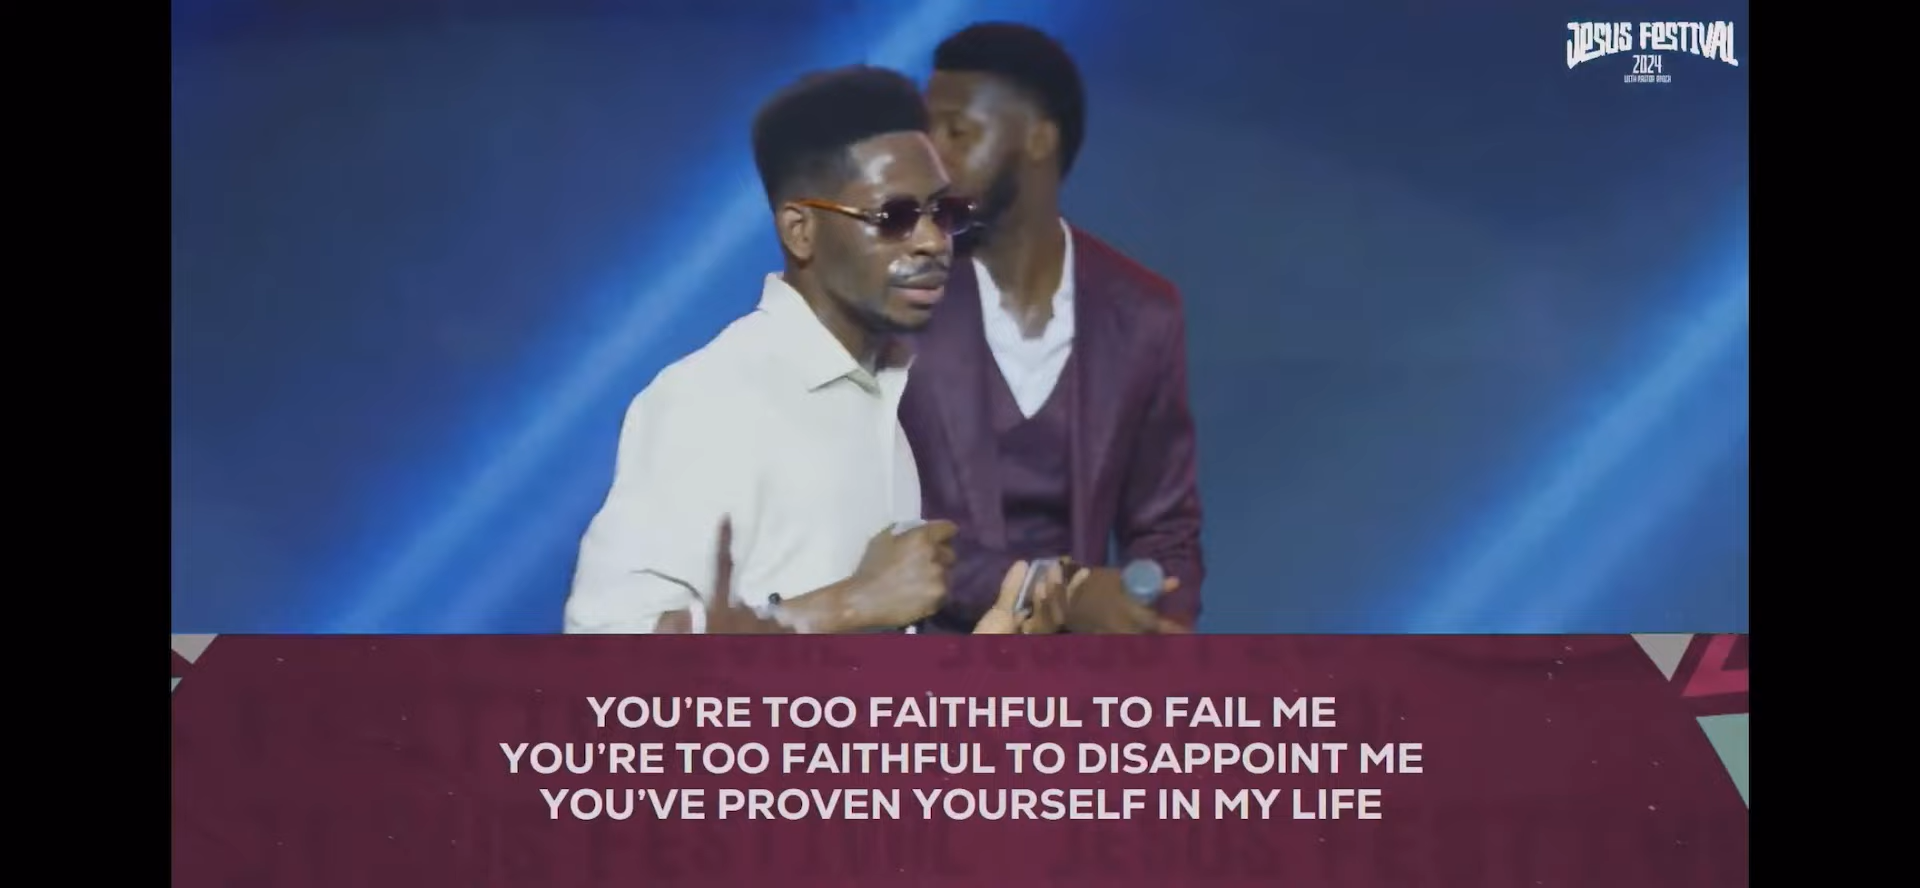 JESUS FESTIVAL
2024
YOU'RE TOO FAITHFUL TO FAIL ME
YOU'RE TOO FAITHFUL TO DISAPPOINT ME
YOU'VE PROVEN YOURSELF IN MY LIFE